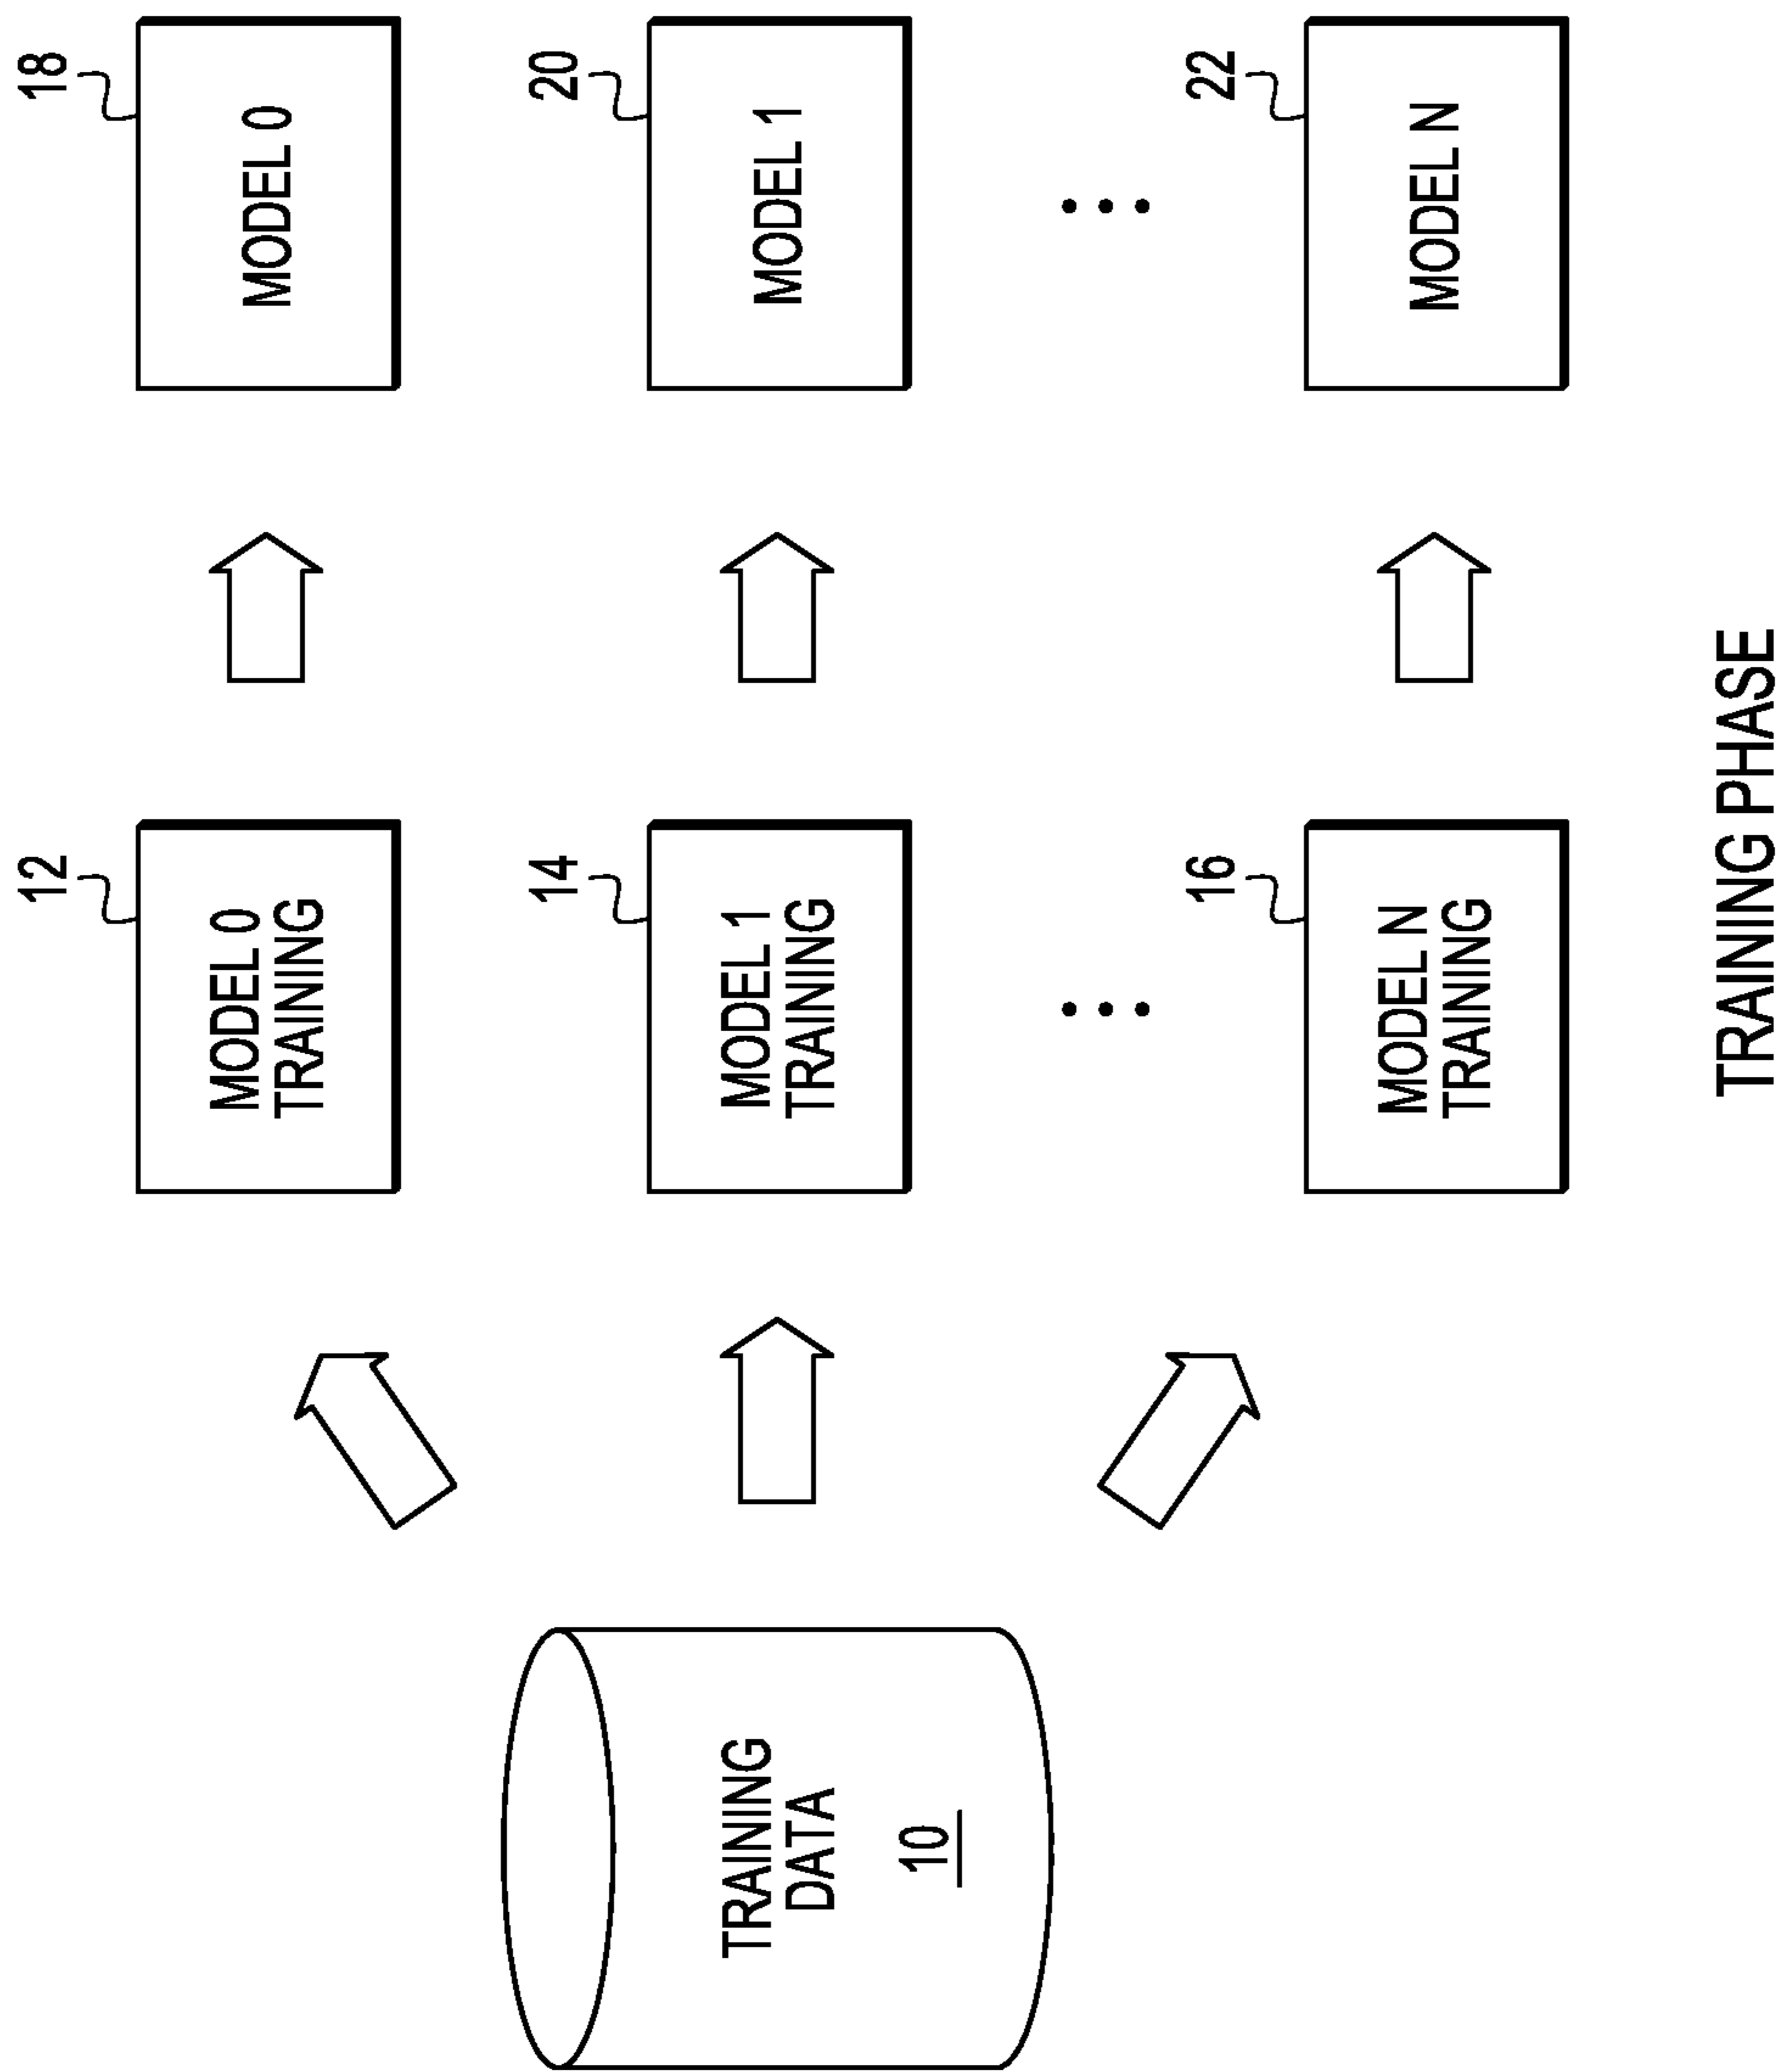 TRAINING
DATA
10
12
MODEL 0
TRAINING
18
MODEL 0
14
MODEL 1
TRAINING
20
MODEL 1
16
MODEL N
TRAINING
22
MODEL N
TRAINING PHASE